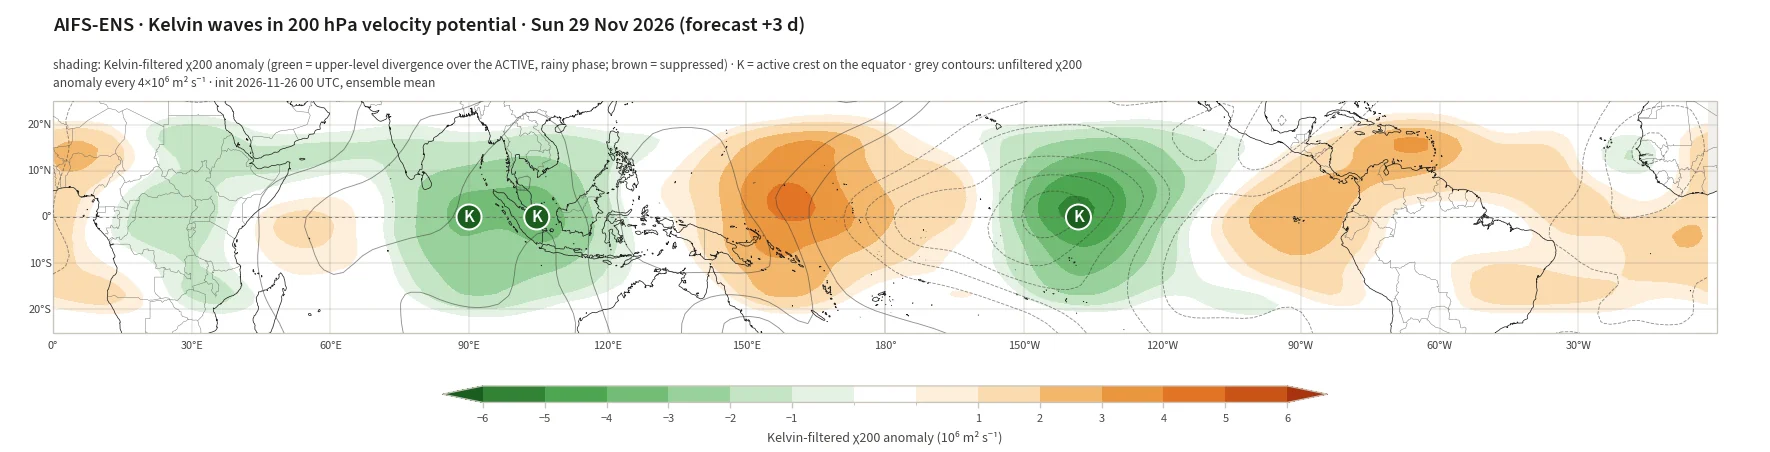 AIFS-ENS · Kelvin waves in 200 hPa velocity potential · Sun 29 Nov 2026 (forecast +3 d)
shading: Kelvin-filtered χ200 anomaly (green = upper-level divergence over the ACTIVE, rainy phase; brown = suppressed) · K = active crest on the equator · grey contours: unfiltered χ200
anomaly every 4×10⁶ m² s⁻¹ · init 2026-11-26 00 UTC, ensemble mean
20°N
10°N
0°
10°S
20°S
K K K
0° 30°E 60°E 90°E 120°E 150°E 180° 150°W 120°W 90°W 60°W 30°W
−6 −5 −4 −3 −2 −1 1 2 3 4 5 6
Kelvin-filtered χ200 anomaly (10⁶ m² s⁻¹)